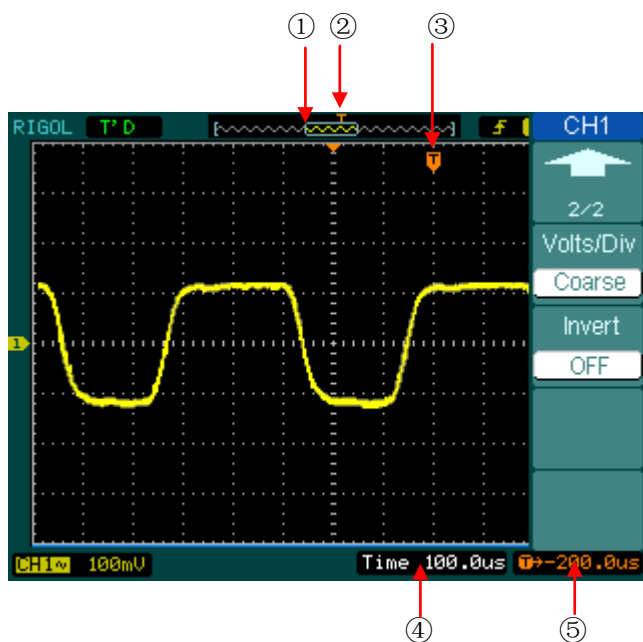 ① ② ③
RIGOL T'D [ T ] CH1
T
2/2
Volts/Div
Coarse
Invert
1
OFF
CH1~ 100mV Time 100.0us T→-200.0us
④ ⑤